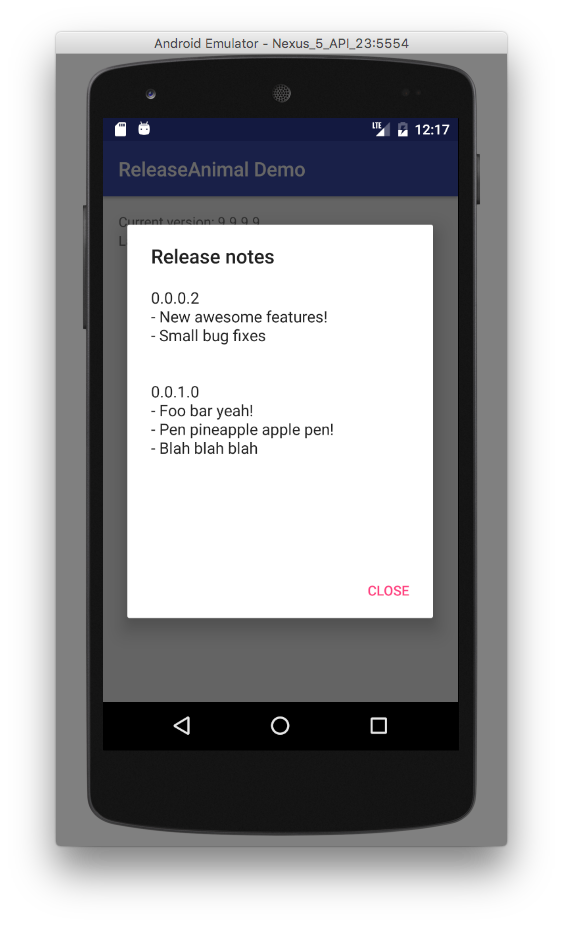 Android Emulator - Nexus_5_API_23:5554
LTE 12:17
ReleaseAnimal Demo
Current version: 9.9.9.9
Release notes
0.0.0.2
- New awesome features!
- Small bug fixes
0.0.1.0
- Foo bar yeah!
- Pen pineapple apple pen!
- Blah blah blah
CLOSE